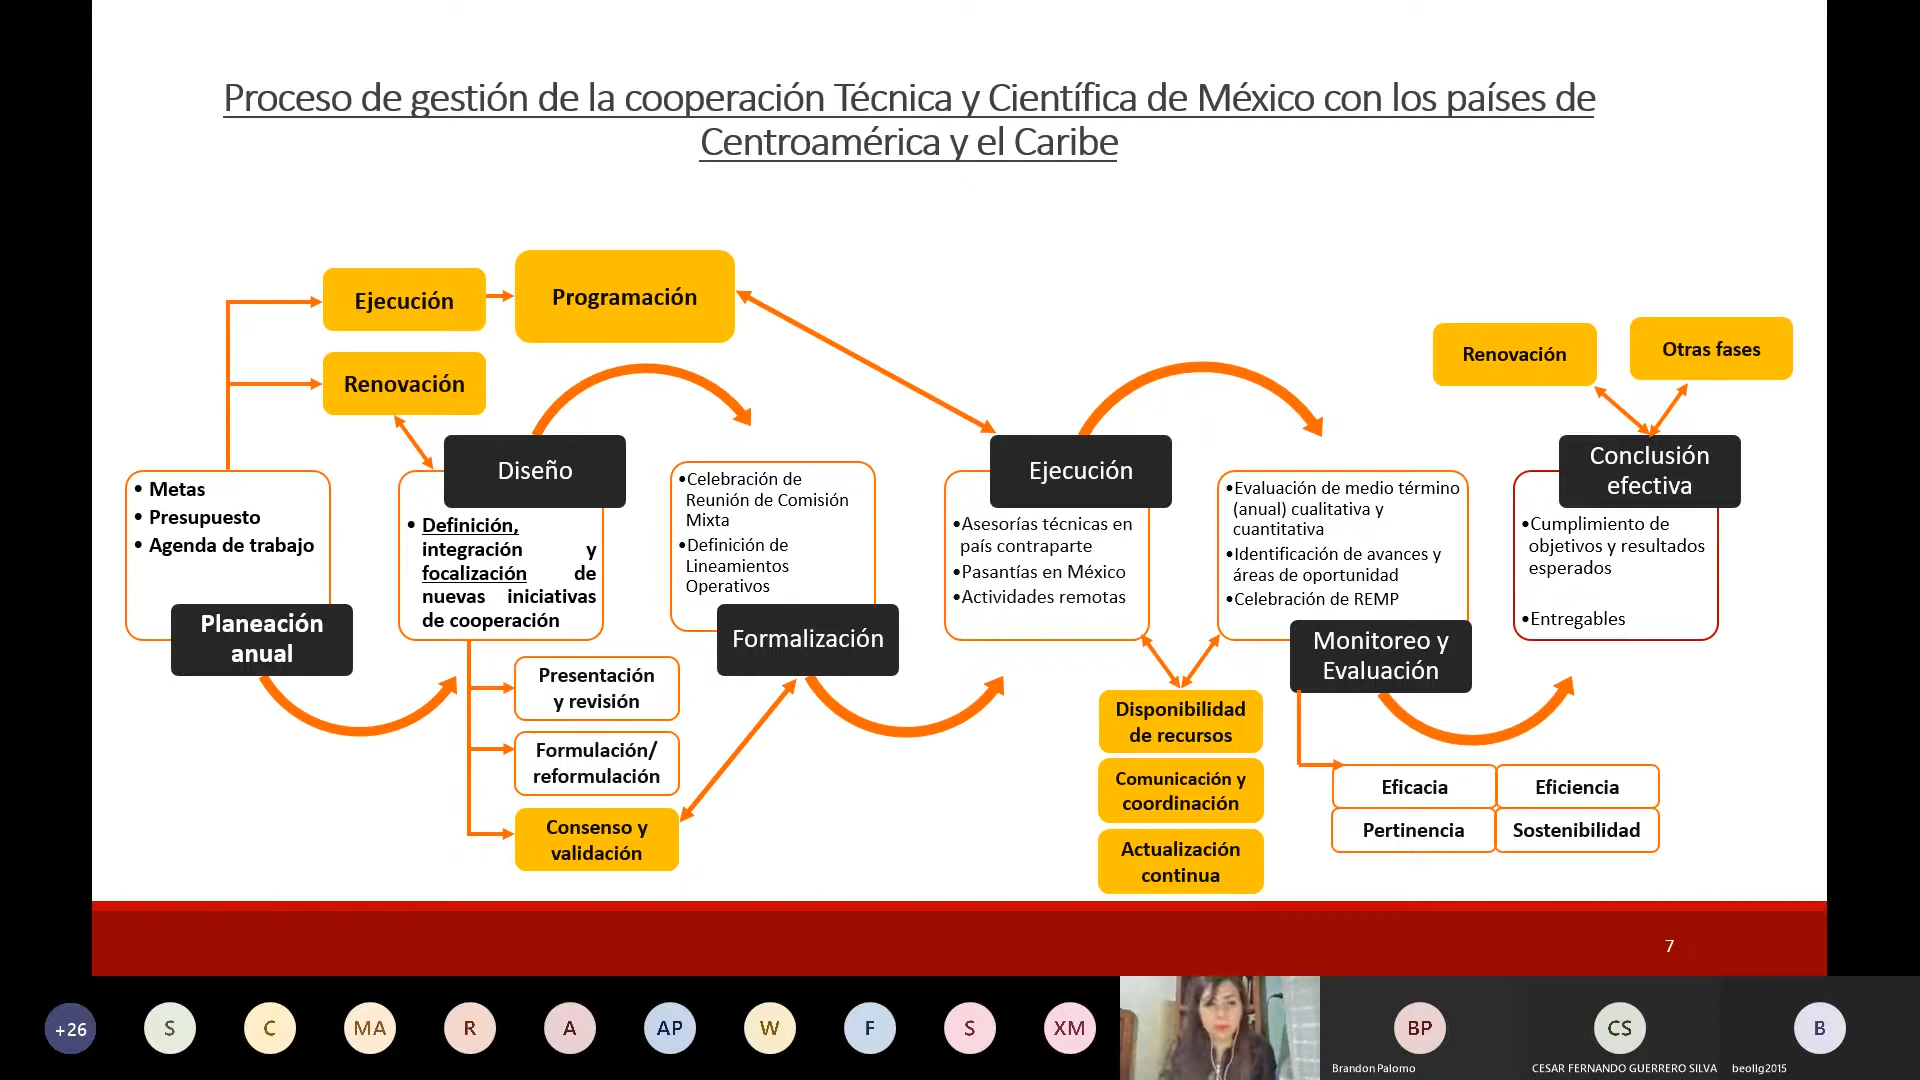 Proceso de gestión de la cooperación Técnica y Científica de México con los países de
Centroamérica y el Caribe
Ejecución
Programación
Renovación
• Metas
• Presupuesto
• Agenda de trabajo
Planeación
anual
Diseño
• Definición,
integración y
focalización de
nuevas iniciativas
de cooperación
Presentación
y revisión
Formulación/
reformulación
Consenso y
validación
•Celebración de
Reunión de Comisión
Mixta
•Definición de
Lineamientos
Operativos
Formalización
Ejecución
•Asesorías técnicas en
país contraparte
•Pasantías en México
•Actividades remotas
•Evaluación de medio término
(anual) cualitativa y
cuantitativa
•Identificación de avances y
áreas de oportunidad
•Celebración de REMP
Monitoreo y
Evaluación
Disponibilidad
de recursos
Comunicación y
coordinación
Actualización
continua
Eficacia
Eficiencia
Pertinencia
Sostenibilidad
Renovación
Otras fases
Conclusión
efectiva
•Cumplimiento de
objetivos y resultados
esperados
•Entregables
7
+26
S
C
MA
R
A
AP
W
F
S
XM
BP
Brandon Palomo
CS
CESAR FERNANDO GUERRERO SILVA
B
beollg2015